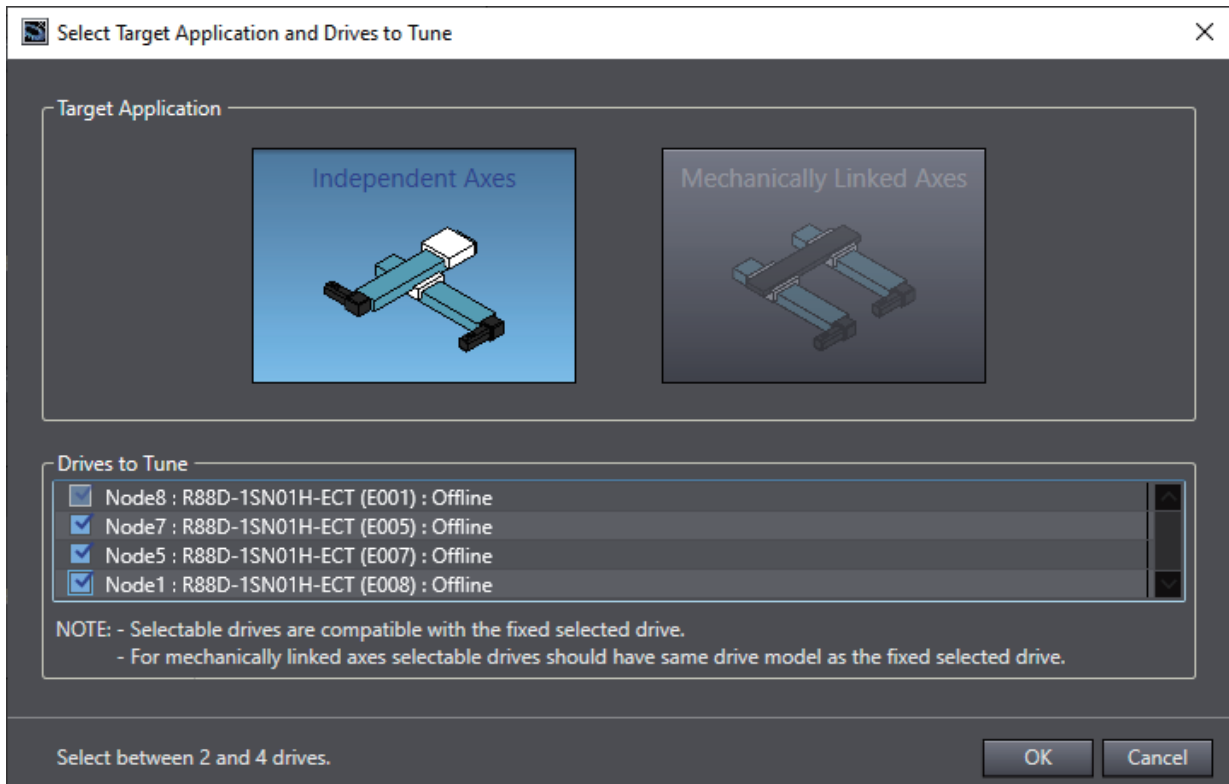 Select Target Application and Drives to Tune
Target Application
Independent Axes
Mechanically Linked Axes
Drives to Tune
Node8 : R88D-1SN01H-ECT (E001) : Offline
Node7 : R88D-1SN01H-ECT (E005) : Offline
Node5 : R88D-1SN01H-ECT (E007) : Offline
Node1 : R88D-1SN01H-ECT (E008) : Offline
NOTE: - Selectable drives are compatible with the fixed selected drive.
- For mechanically linked axes selectable drives should have same drive model as the fixed selected drive.
Select between 2 and 4 drives.
OK
Cancel